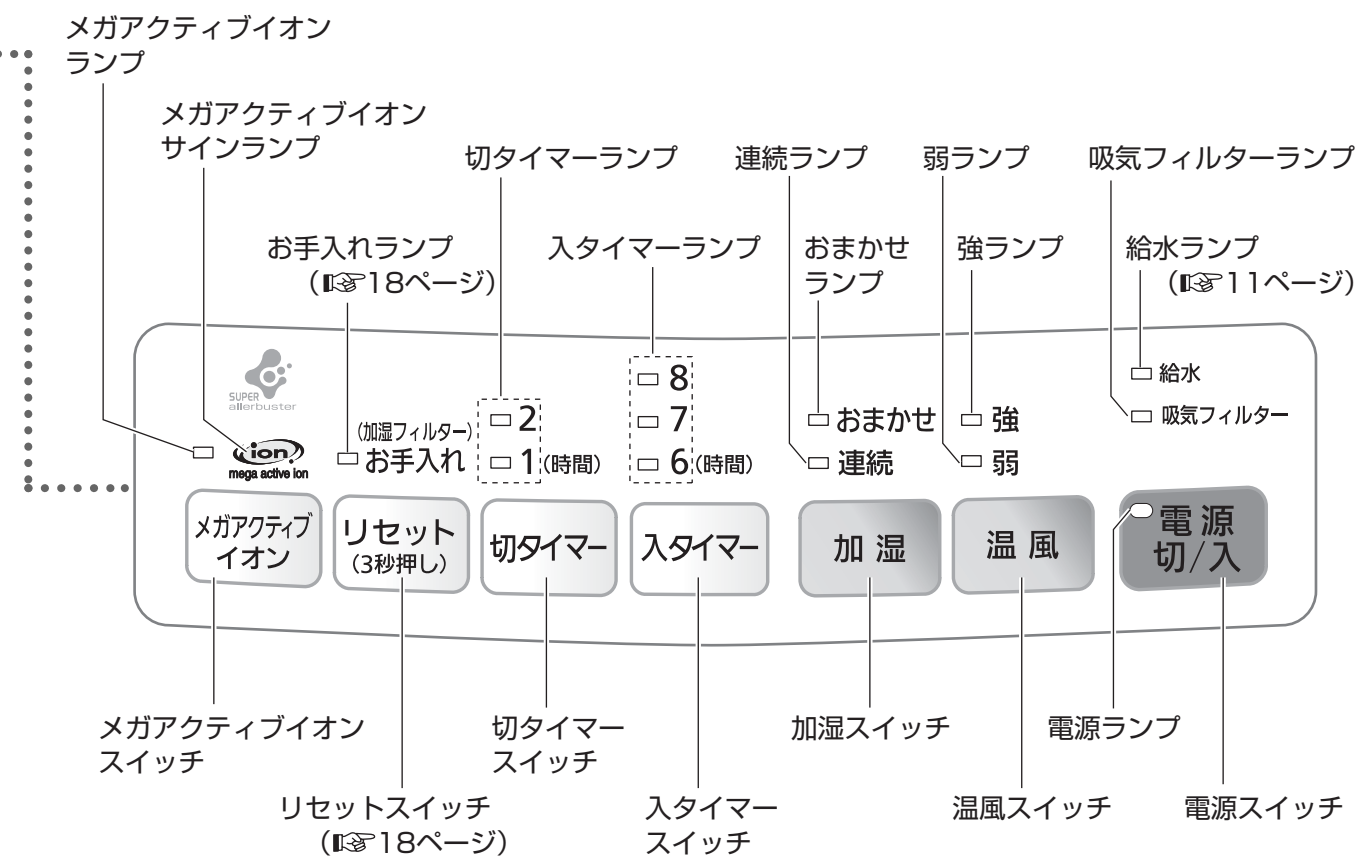 メガアクティブイオン
ランプ
メガアクティブイオン
サインランプ
切タイマーランプ
連続ランプ
弱ランプ
吸気フィルターランプ
お手入れランプ
(☞18ページ)
入タイマーランプ
おまかせ
ランプ
強ランプ
給水ランプ
(☞11ページ)
SUPER
allerbuster
ion
mega active ion
(加湿フィルター)
お手入れ
2
1(時間)
8
7
6(時間)
おまかせ
連続
強
弱
給水
吸気フィルター
メガアクティブ
イオン
リセット
(3秒押し)
切タイマー
入タイマー
加湿
温風
電源
切/入
メガアクティブイオン
スイッチ
切タイマー
スイッチ
加湿スイッチ
電源ランプ
リセットスイッチ
(☞18ページ)
入タイマー
スイッチ
温風スイッチ
電源スイッチ